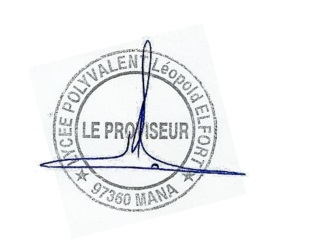 LYCEE POLYVALENT Léopold ELFORT
LE PROVISEUR
97360 MANA